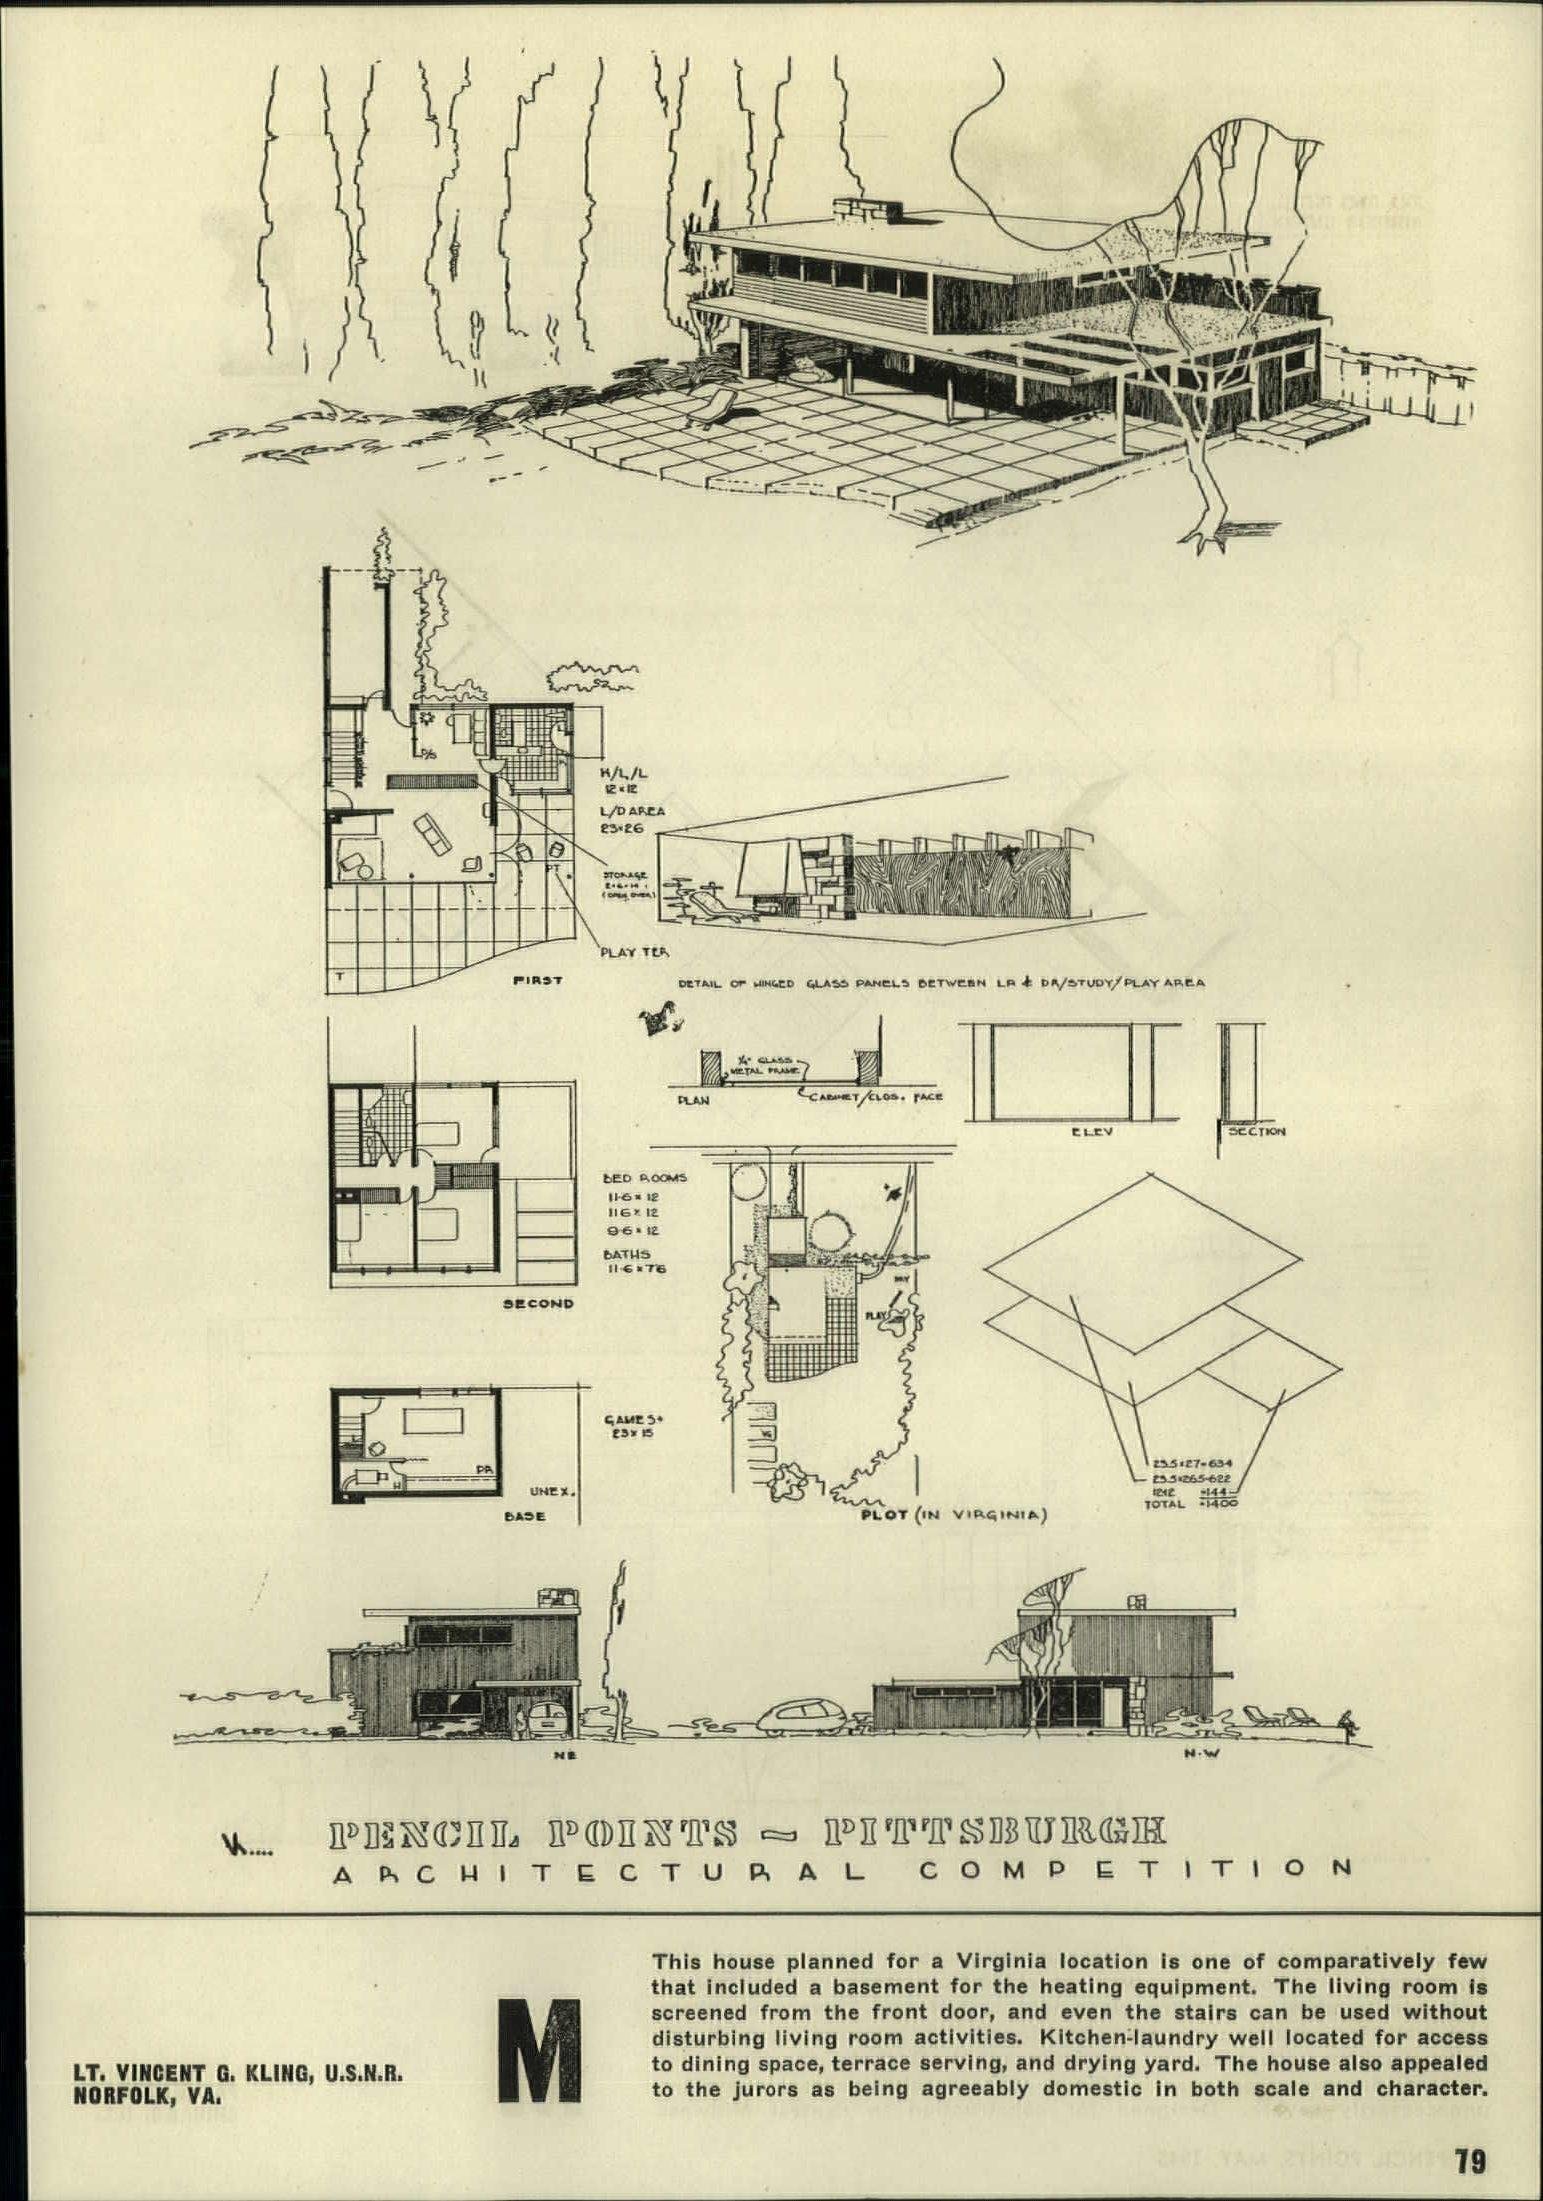 D/S
K/L/L
12×12
L/D AREA
23×26
STORAGE
(OPEN OVER)
PT
PLAY TER
T
FIRST
DETAIL OF HINGED GLASS PANELS BETWEEN LR & DR/STUDY/PLAY AREA
¼" GLASS
METAL FRAME
CABINET/CLOS. FACE
PLAN
ELEV
SECTION
BED ROOMS
11-6 × 12
11 6 × 12
9-6 × 12
BATHS
11-6 × 7 6
SECOND
DRY
PLAY
VG
GAMES+
23 × 15
DR
H
UNEX.
BASE
PLOT (IN VIRGINIA)
23.5×27=634
23.5×26.5=622
12×12 =144
TOTAL =1400
NE
N·W
VK....
PENCIL POINTS ~ PITTSBURGH
ARCHITECTURAL COMPETITION
LT. VINCENT G. KLING, U.S.N.R.
NORFOLK, VA.
M
This house planned for a Virginia location is one of comparatively few
that included a basement for the heating equipment. The living room is
screened from the front door, and even the stairs can be used without
disturbing living room activities. Kitchen-laundry well located for access
to dining space, terrace serving, and drying yard. The house also appealed
to the jurors as being agreeably domestic in both scale and character.
79